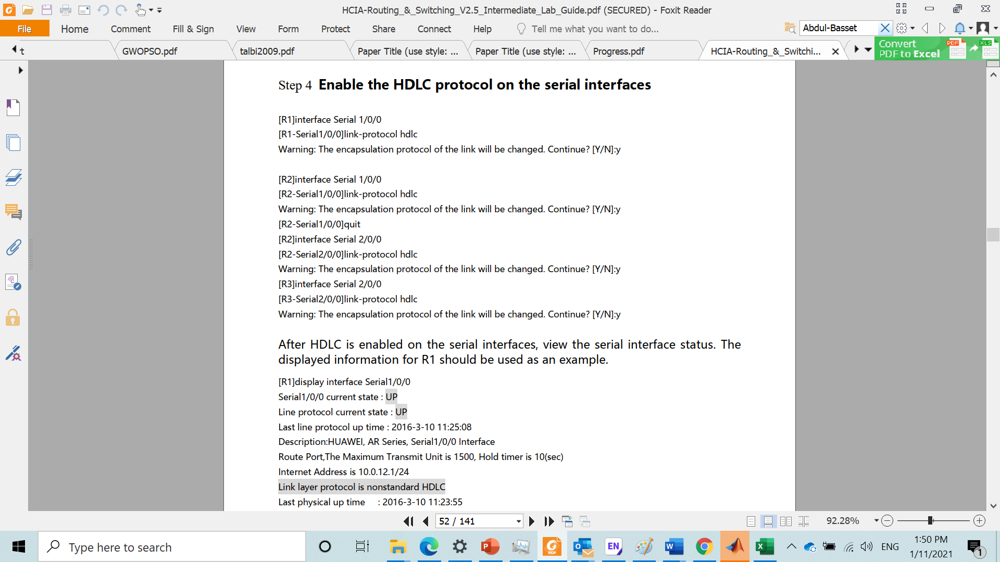 HCIA-Routing_&_Switching_V2.5_Intermediate_Lab_Guide.pdf (SECURED) - Foxit Reader
File Home Comment Fill & Sign View Form Protect Share Connect Help Tell me what you want to do... Abdul-Basset
t GWOPSO.pdf talbi2009.pdf Paper Title (use style: ... Paper Title (use style: ... Progress.pdf HCIA-Routing_&_Switchi...
Convert
PDF to Excel
PDF
XLS
Step 4 Enable the HDLC protocol on the serial interfaces
[R1]interface Serial 1/0/0
[R1-Serial1/0/0]link-protocol hdlc
Warning: The encapsulation protocol of the link will be changed. Continue? [Y/N]:y
[R2]interface Serial 1/0/0
[R2-Serial1/0/0]link-protocol hdlc
Warning: The encapsulation protocol of the link will be changed. Continue? [Y/N]:y
[R2-Serial1/0/0]quit
[R2]interface Serial 2/0/0
[R2-Serial2/0/0]link-protocol hdlc
Warning: The encapsulation protocol of the link will be changed. Continue? [Y/N]:y
[R3]interface Serial 2/0/0
[R3-Serial2/0/0]link-protocol hdlc
Warning: The encapsulation protocol of the link will be changed. Continue? [Y/N]:y
After HDLC is enabled on the serial interfaces, view the serial interface status. The
displayed information for R1 should be used as an example.
[R1]display interface Serial1/0/0
Serial1/0/0 current state : UP
Line protocol current state : UP
Last line protocol up time : 2016-3-10 11:25:08
Description:HUAWEI, AR Series, Serial1/0/0 Interface
Route Port,The Maximum Transmit Unit is 1500, Hold timer is 10(sec)
Internet Address is 10.0.12.1/24
Link layer protocol is nonstandard HDLC
Last physical up time : 2016-3-10 11:23:55
52 / 141
92.28%
Type here to search
EN
ENG
1:50 PM
1/11/2021
1